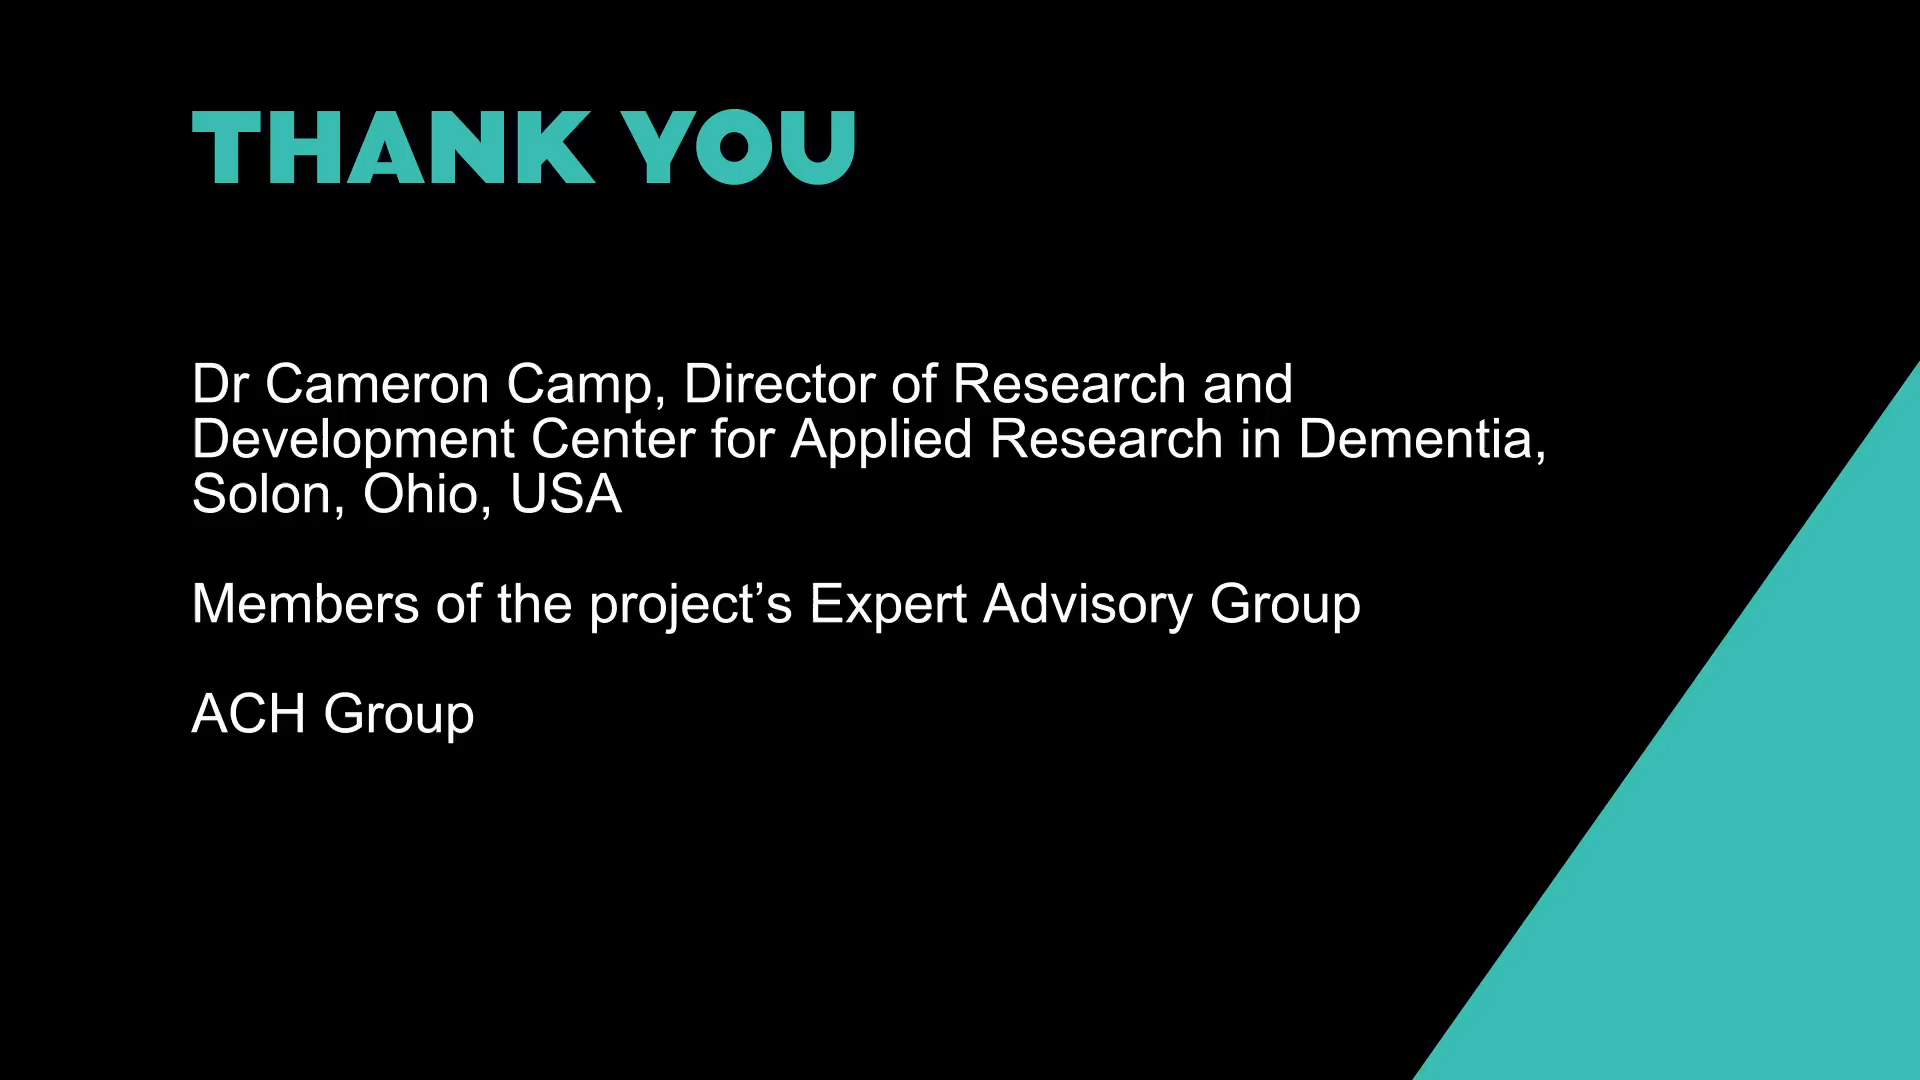 THANK YOU
Dr Cameron Camp, Director of Research and
Development Center for Applied Research in Dementia,
Solon, Ohio, USA
Members of the project’s Expert Advisory Group
ACH Group